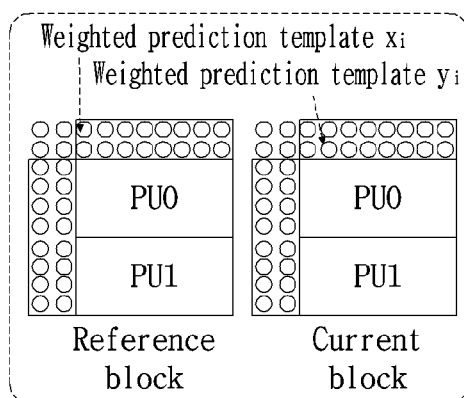 Weighted prediction template xi
Weighted prediction template yi
PU0 PU0
PU1 PU1
Reference block
Current block